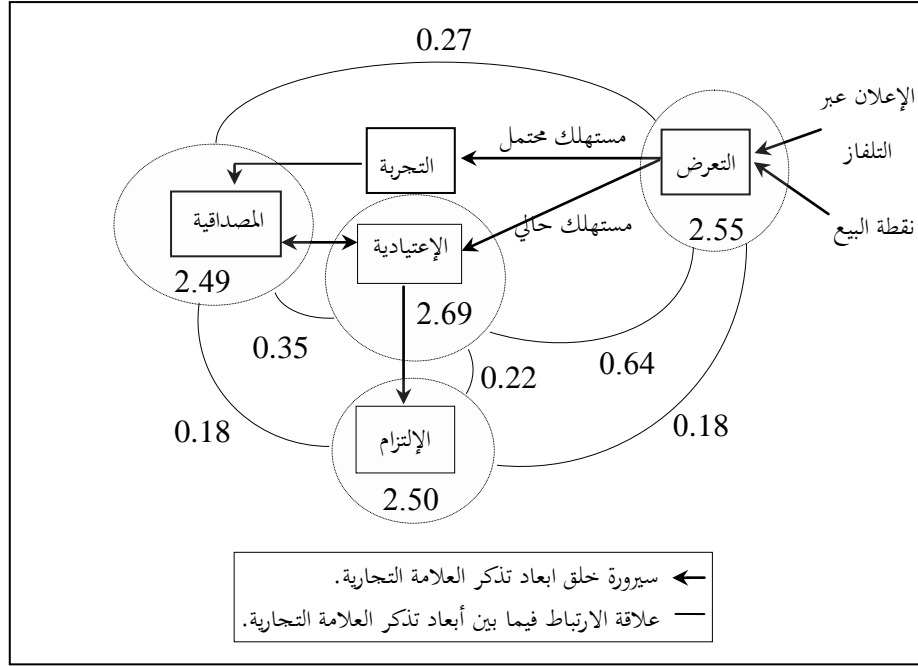 0.27
الإعلان عبر
التلفاز
مستهلك محتمل
التجربة
التعرض
المصداقية
نقطة البيع
الإعتيادية
مستهلك حالي
2.55
2.49
2.69
0.35
0.64
0.22
0.18
الإلتزام
0.18
2.50
سيرورة خلق ابعاد تذكر العلامة التجارية.
علاقة الارتباط فيما بين أبعاد تذكر العلامة التجارية.